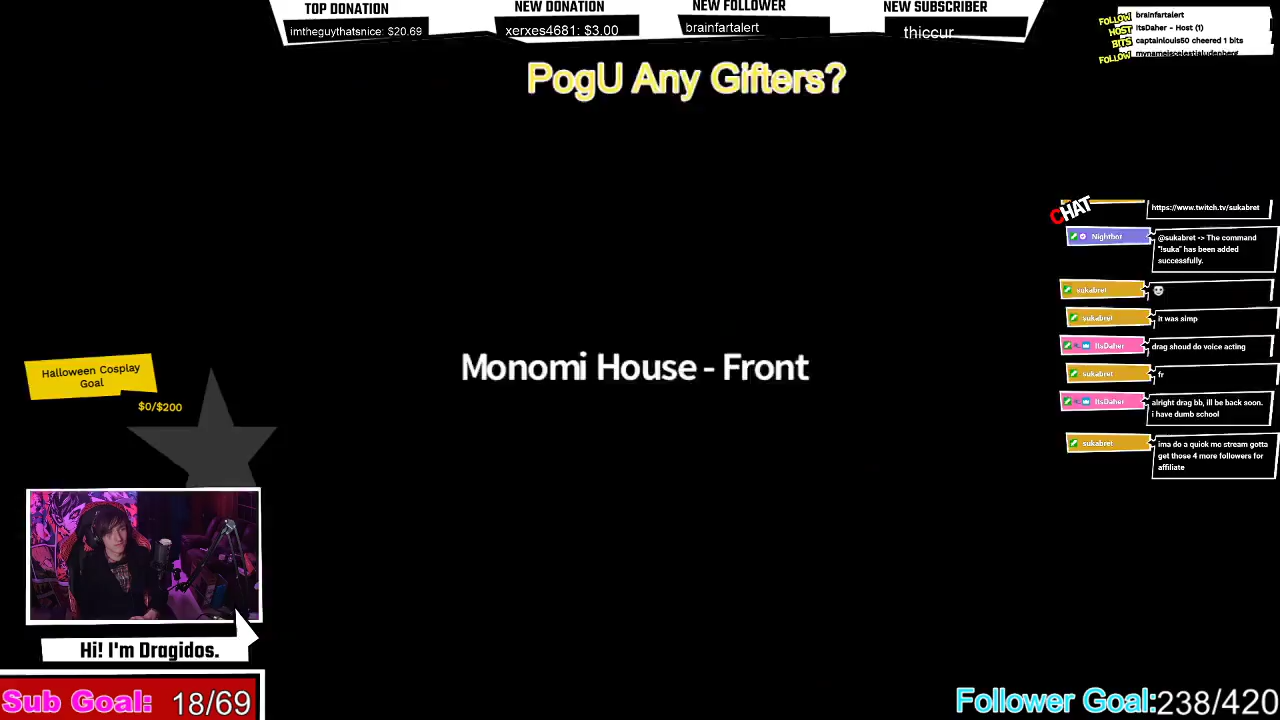 TOP DONATION
imtheguythatsnice: $20.69
NEW DONATION
xerxes4681: $3.00
NEW FOLLOWER
brainfartalert
NEW SUBSCRIBER
thiccur
FOLLOW brainfartalert
HOST ItsDaher - Host (1)
BITS captainlouis50 cheered 1 bits
FOLLOW mynameiscelestialudenberg
PogU Any Gifters?
CHAT
https://www.twitch.tv/sukabret
Nightbot
@sukabret -> The command
"!suka" has been added
successfully.
sukabret
sukabret
it was simp
ItsDaher
drag shoud do voice acting
sukabret
fr
ItsDaher
alright drag bb, ill be back soon.
i have dumb school
sukabret
ima do a quick mc stream gotta
get those 4 more followers for
affiliate
Monomi House - Front
Halloween Cosplay
Goal
$0/$200
Hi! I'm Dragidos.
Sub Goal: 18/69
Follower Goal:238/420